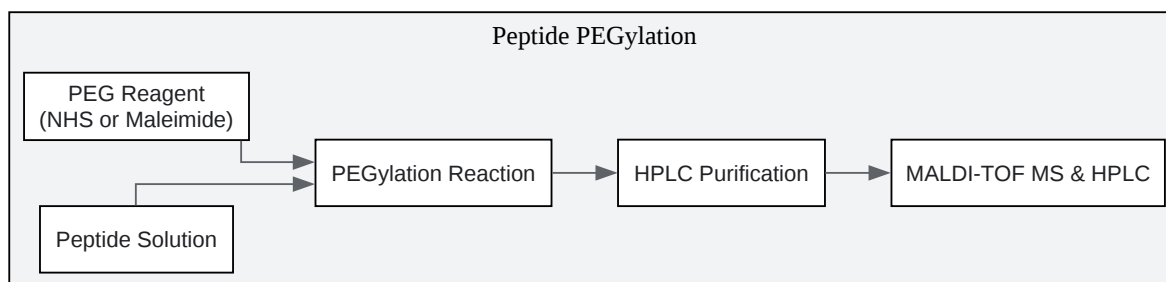 Peptide PEGylation
PEG Reagent
(NHS or Maleimide)
PEGylation Reaction
HPLC Purification
MALDI-TOF MS & HPLC
Peptide Solution